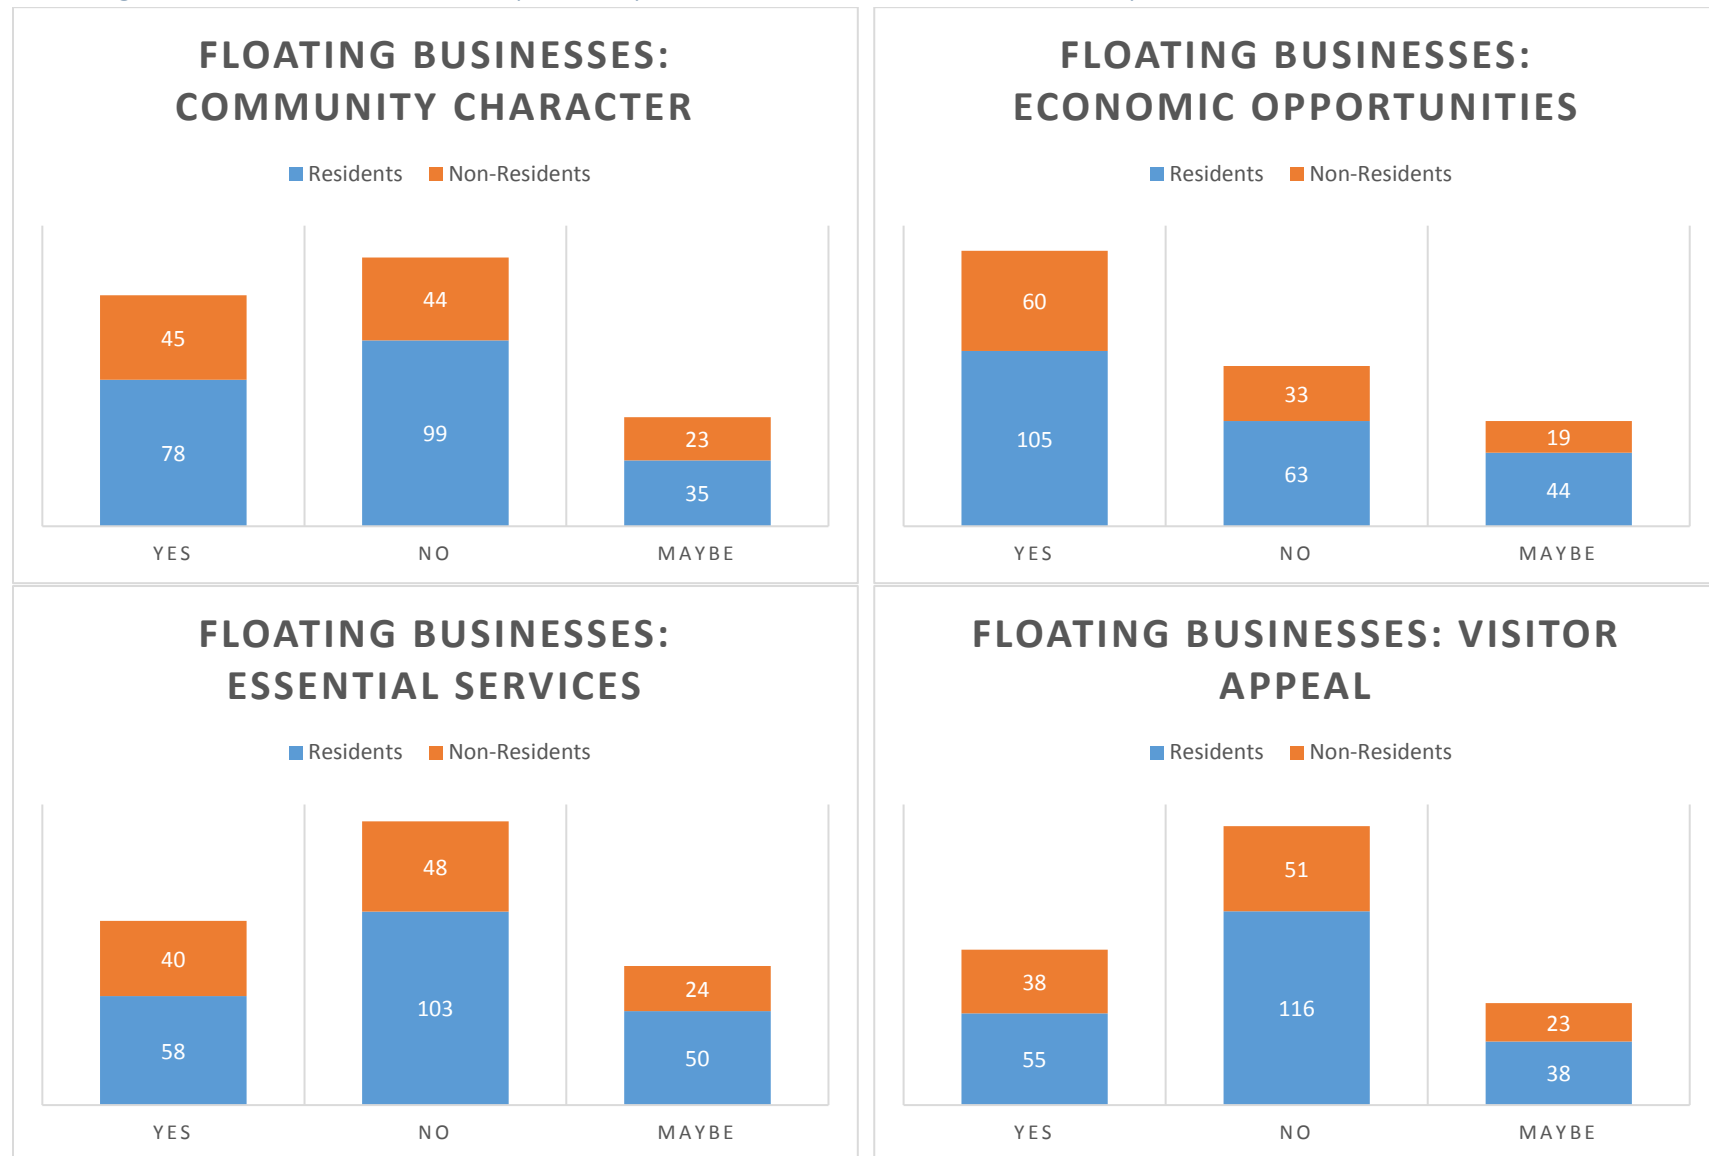 FLOATING BUSINESSES:
COMMUNITY CHARACTER
Residents Non-Residents
45
44
23
78
99
35
YES NO MAYBE
FLOATING BUSINESSES:
ECONOMIC OPPORTUNITIES
Residents Non-Residents
60
33
19
105
63
44
YES NO MAYBE
FLOATING BUSINESSES:
ESSENTIAL SERVICES
Residents Non-Residents
40
48
24
58
103
50
YES NO MAYBE
FLOATING BUSINESSES: VISITOR
APPEAL
Residents Non-Residents
38
51
23
55
116
38
YES NO MAYBE